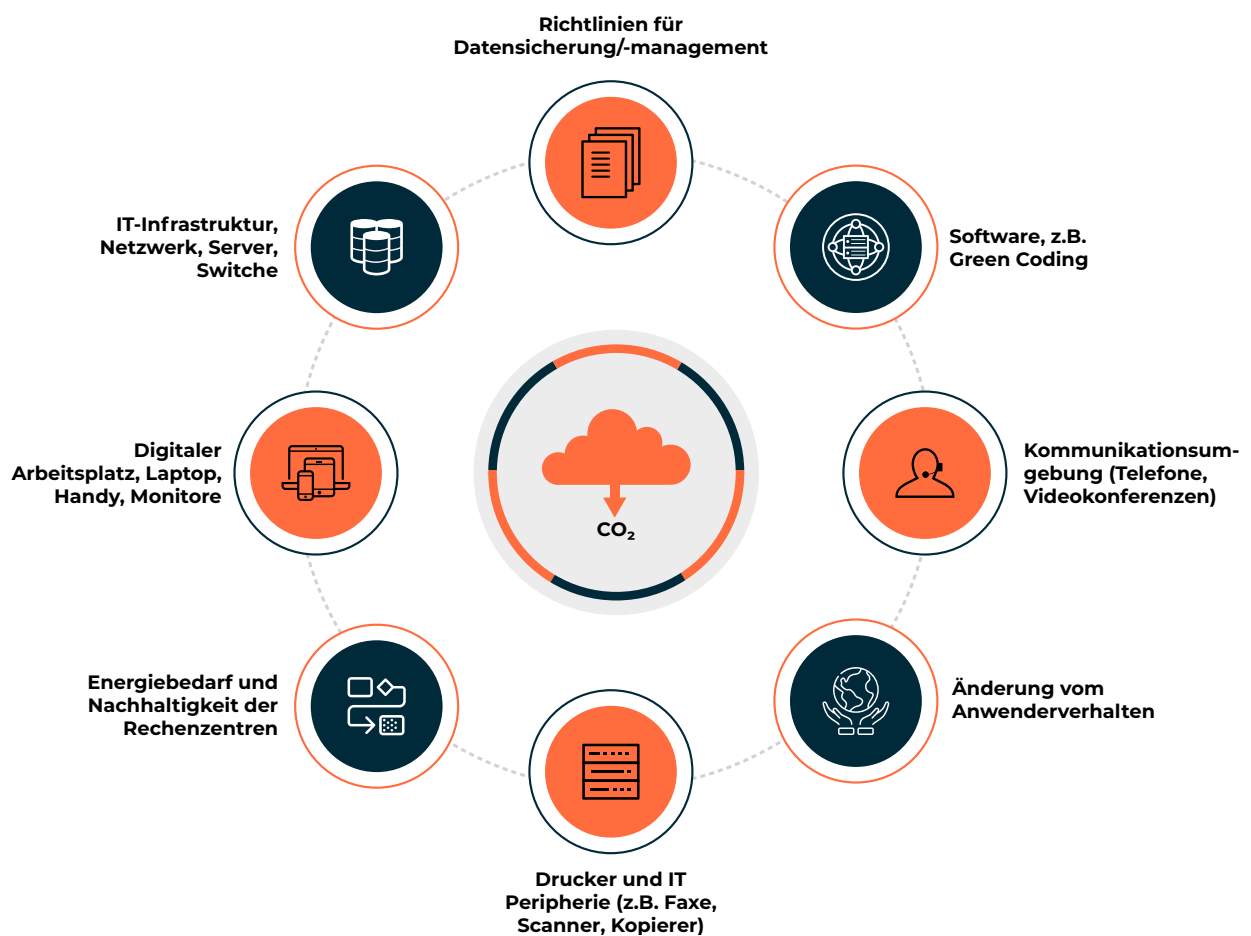 Richtlinien für
Datensicherung/-management
IT-Infrastruktur,
Netzwerk, Server,
Switche
Software, z.B.
Green Coding
Digitaler
Arbeitsplatz, Laptop,
Handy, Monitore
CO₂
Kommunikationsum-
gebung (Telefone,
Videokonferenzen)
Energiebedarf und
Nachhaltigkeit der
Rechenzentren
Änderung vom
Anwenderverhalten
Drucker und IT
Peripherie (z.B. Faxe,
Scanner, Kopierer)